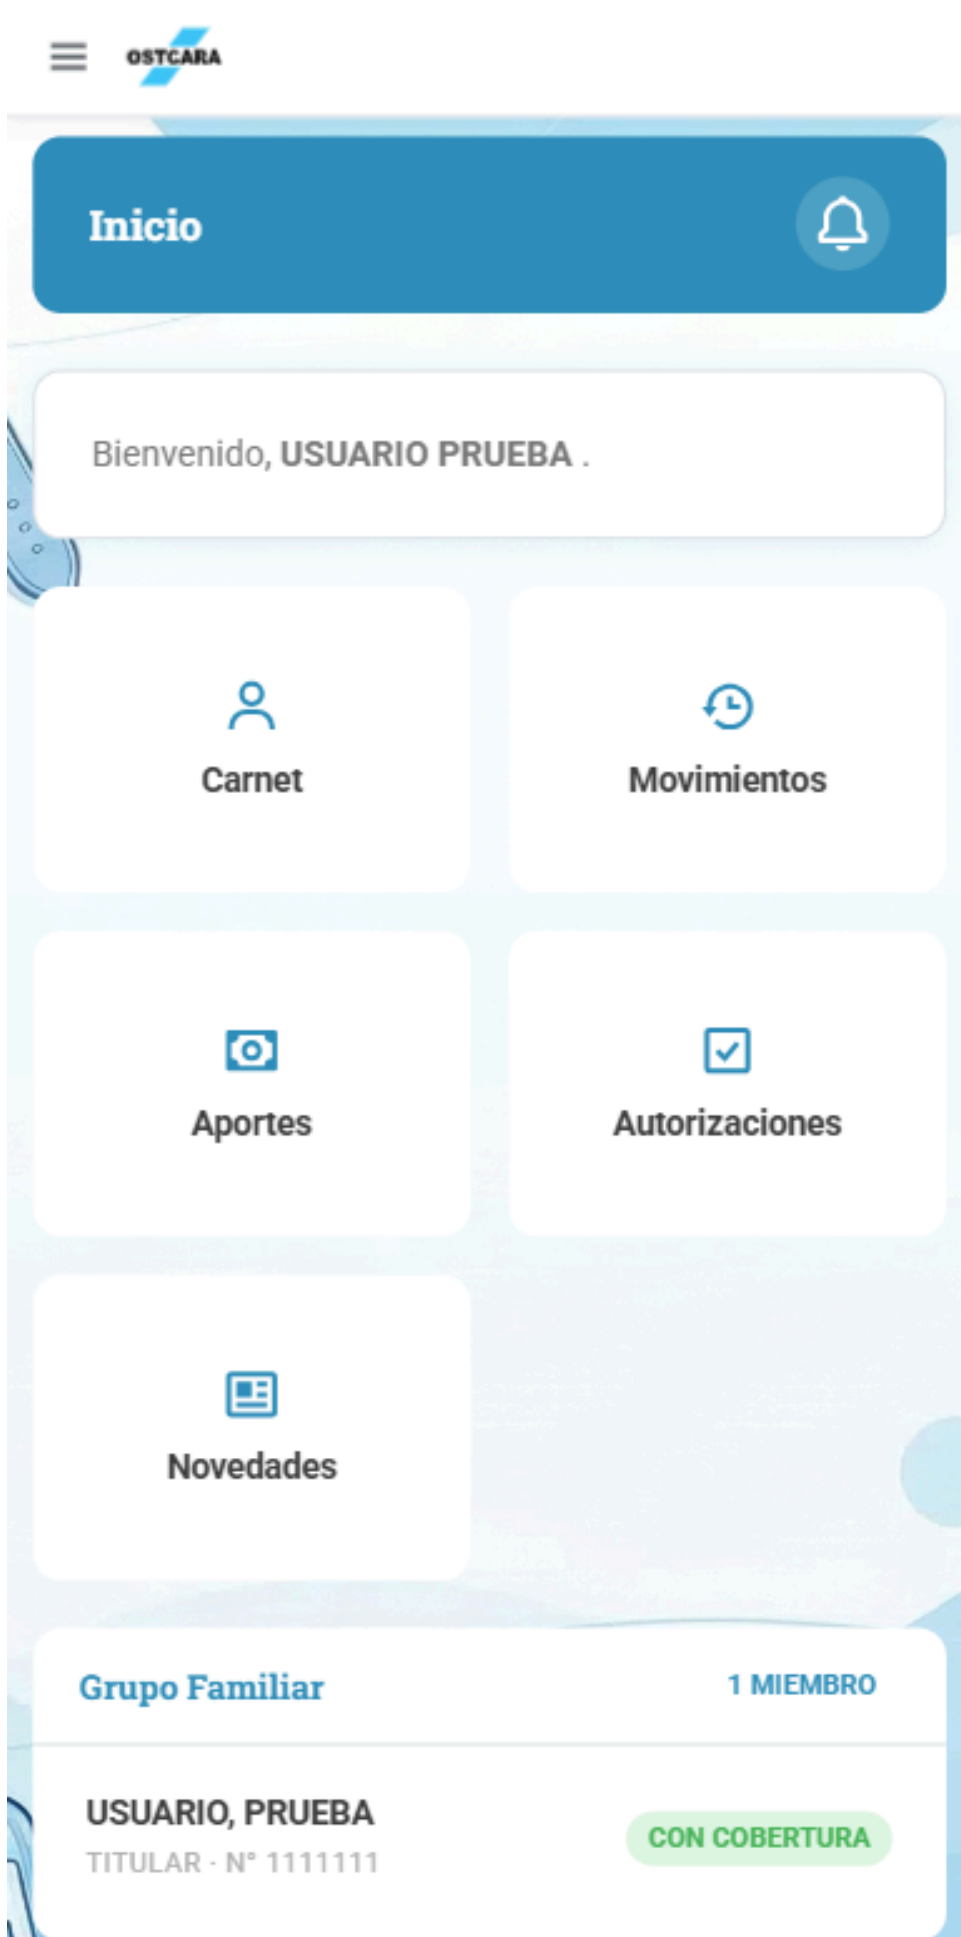 OSTCARA
Inicio
Bienvenido, USUARIO PRUEBA .
Carnet
Movimientos
Aportes
Autorizaciones
Novedades
Grupo Familiar
1 MIEMBRO
USUARIO, PRUEBA
CON COBERTURA
TITULAR · N° 1111111